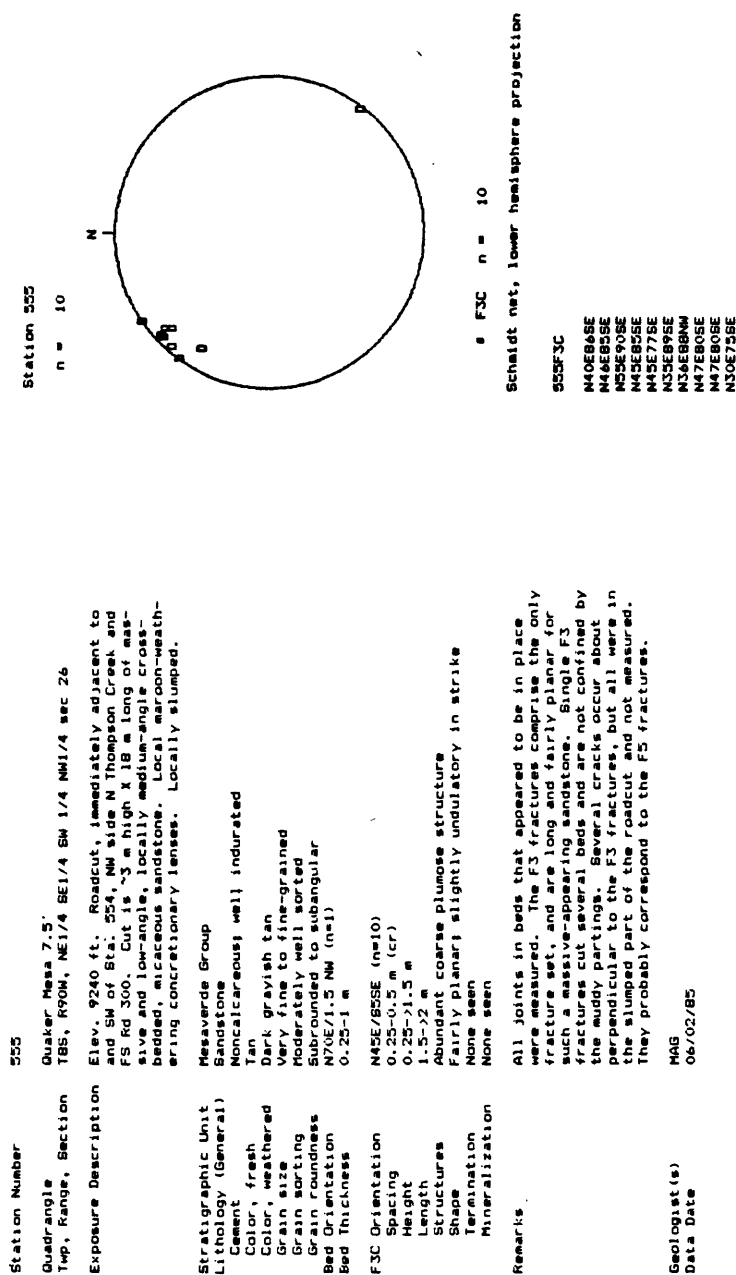 Station Number 555
Quadrangle Quaker Mesa 7.5'
Twp, Range, Section T8S, R90W, NE1/4 SE1/4 SW 1/4 NW1/4 sec 26
Exposure Description Elev. 9240 ft. Roadcut, immediately adjacent to
and SW of Sta. 554, NW side N Thompson Creek and
FS Rd 300. Cut is ~3 m high X 18 m long of mas-
sive and low-angle, locally medium-angle cross-
bedded, micaceous sandstone. Local maroon-weath-
ering concretionary lenses. Locally slumped.
Stratigraphic Unit Mesaverde Group
Lithology (General) Sandstone
Cement Noncalcareous; well indurated
Color, fresh Tan
Color, weathered Dark grayish tan
Grain size Very fine to fine-grained
Grain sorting Moderately well sorted
Grain roundness Subrounded to subangular
Bed Orientation N70E/1.5 NW (n=1)
Bed Thickness 0.25-1 m
F3C Orientation N45E/85SE (n=10)
Spacing 0.25-0.5 m (cr)
Height 0.25->1.5 m
Length 1.5->2 m
Structures Abundant coarse plumose structure
Shape Fairly planar; slightly undulatory in strike
Termination None seen
Mineralization None seen
Remarks All joints in beds that appeared to be in place
were measured. The F3 fractures comprise the only
fracture set, and are long and fairly planar for
such a massive-appearing sandstone. Single F3
fractures cut several beds and are not confined by
the muddy partings. Several cracks occur about
perpendicular to the F3 fractures, but all were in
the slumped part of the roadcut and not measured.
They probably correspond to the F5 fractures.
Geologist(s) MAG
Data Date 06/02/85
Station 555
n = 10
N
F3C n = 10
Schmidt net, lower hemisphere projection
555F3C
N40E86SE
N46E85SE
N55E90SE
N45E85SE
N45E77SE
N35E89SE
N36E88NW
N47E80SE
N47E80SE
N30E75SE